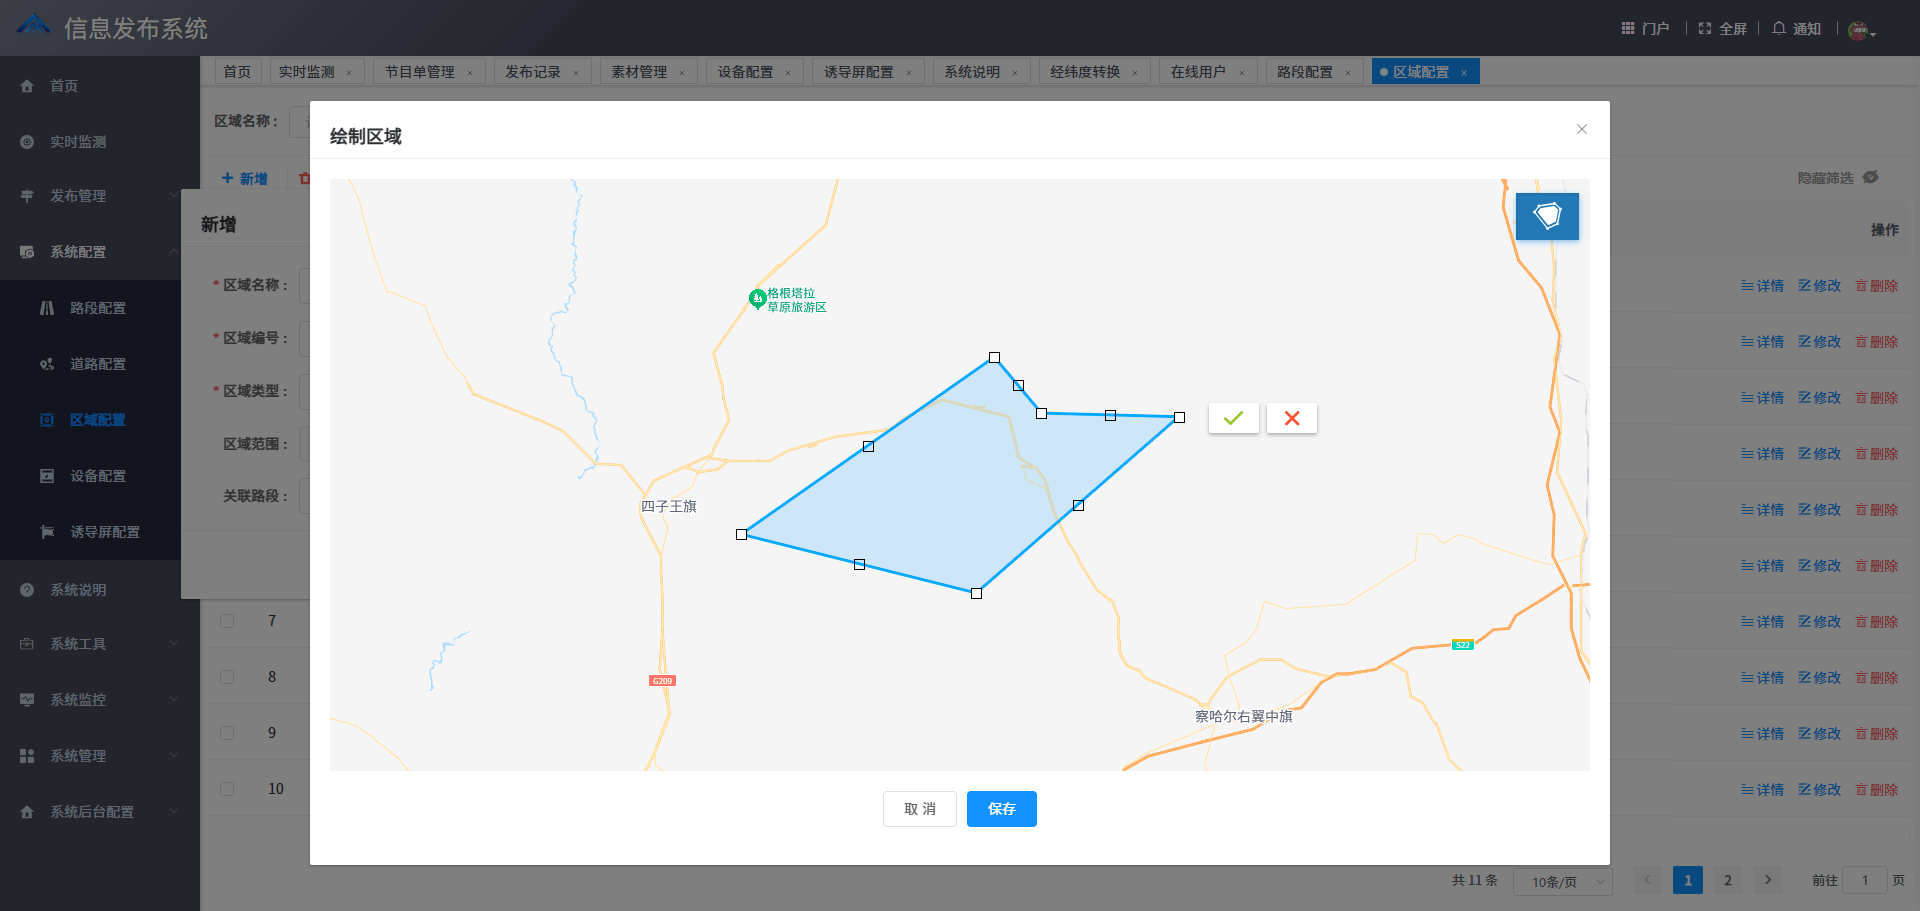 信息发布系统
门户
全屏
通知
首页
实时监测
发布管理
系统配置
路段配置
道路配置
区域配置
设备配置
诱导屏配置
系统说明
系统工具
系统监控
系统管理
系统后台配置
首页
实时监测 ×
节目单管理 ×
发布记录 ×
素材管理 ×
设备配置 ×
诱导屏配置 ×
系统说明 ×
经纬度转换 ×
在线用户 ×
路段配置 ×
区域配置 ×
区域名称：
+ 新增
隐藏筛选
操作
新增
* 区域名称：
* 区域编号：
* 区域类型：
区域范围：
关联路段：
绘制区域
格根塔拉
草原旅游区
四子王旗
G209
S22
察哈尔右翼中旗
取 消
保存
详情 修改 删除
详情 修改 删除
详情 修改 删除
详情 修改 删除
详情 修改 删除
详情 修改 删除
7 详情 修改 删除
8 详情 修改 删除
9 详情 修改 删除
10 详情 修改 删除
共 11 条
10条/页
1
2
前往 1 页